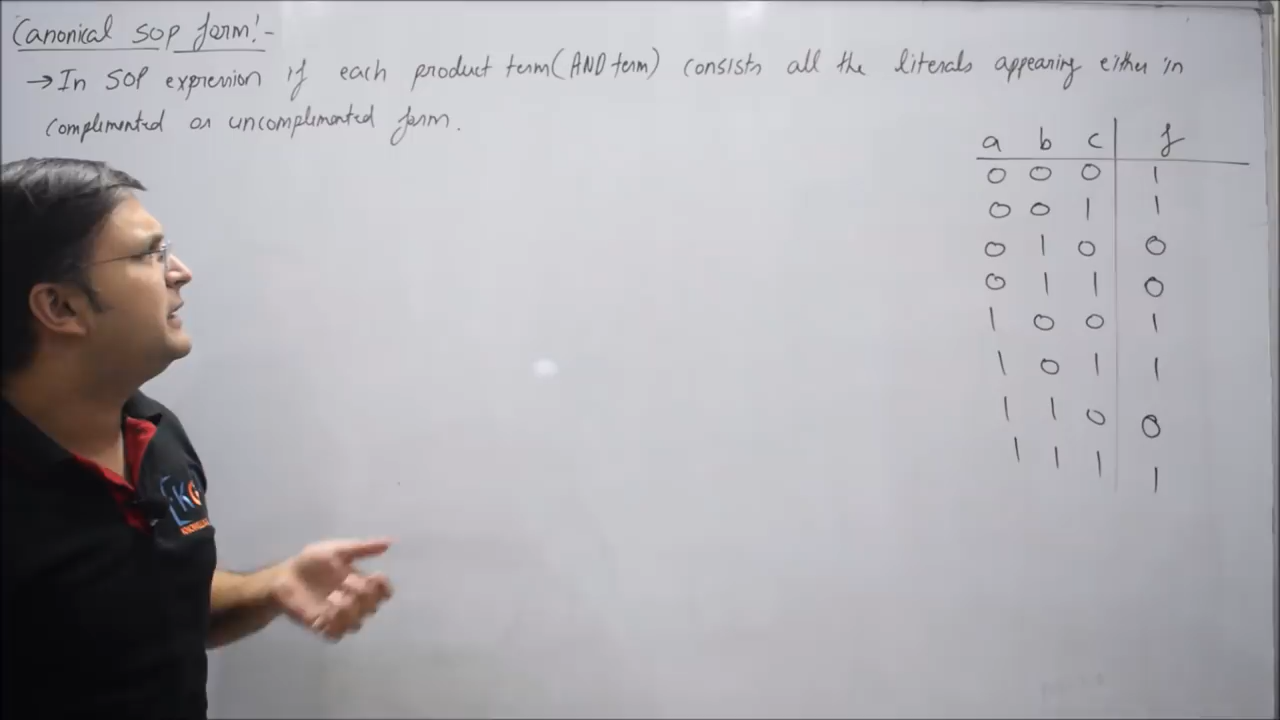 Canonical SOP form:-
→ In SOP expression if each product term (AND term) consists all the literals appearing either in
complemented or uncomplemented form.
a b c f
0 0 0 1
0 0 1 1
0 1 0 0
0 1 1 0
1 0 0 1
1 0 1 1
1 1 0 0
1 1 1 1